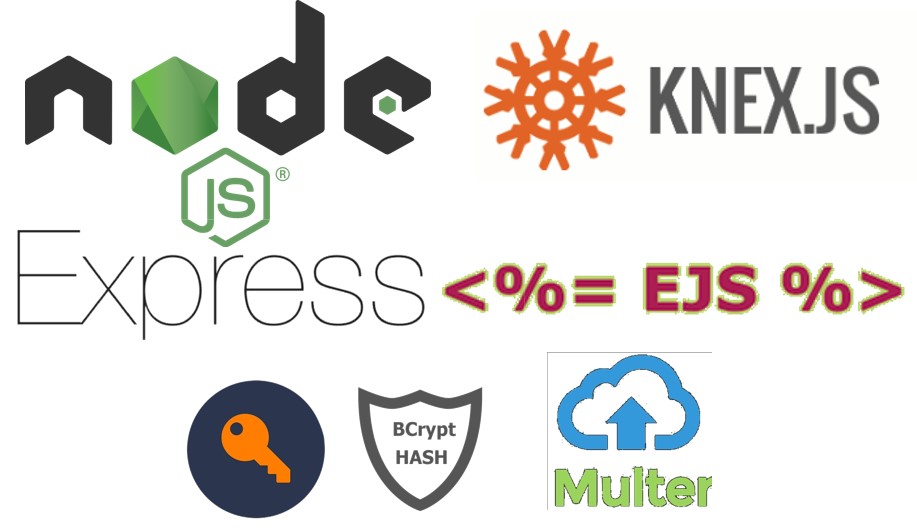 node
JS ®
KNEX.JS
Express
<%= EJS %>
BCrypt
HASH
Multer